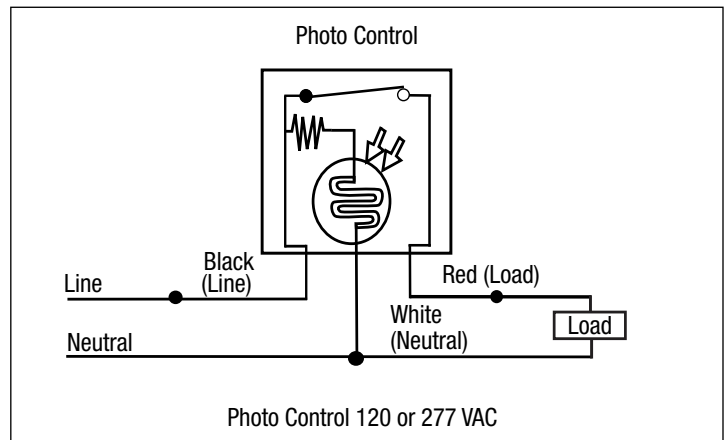 Photo Control
Black
(Line)
Line
Red (Load)
White
(Neutral)
Load
Neutral
Photo Control 120 or 277 VAC